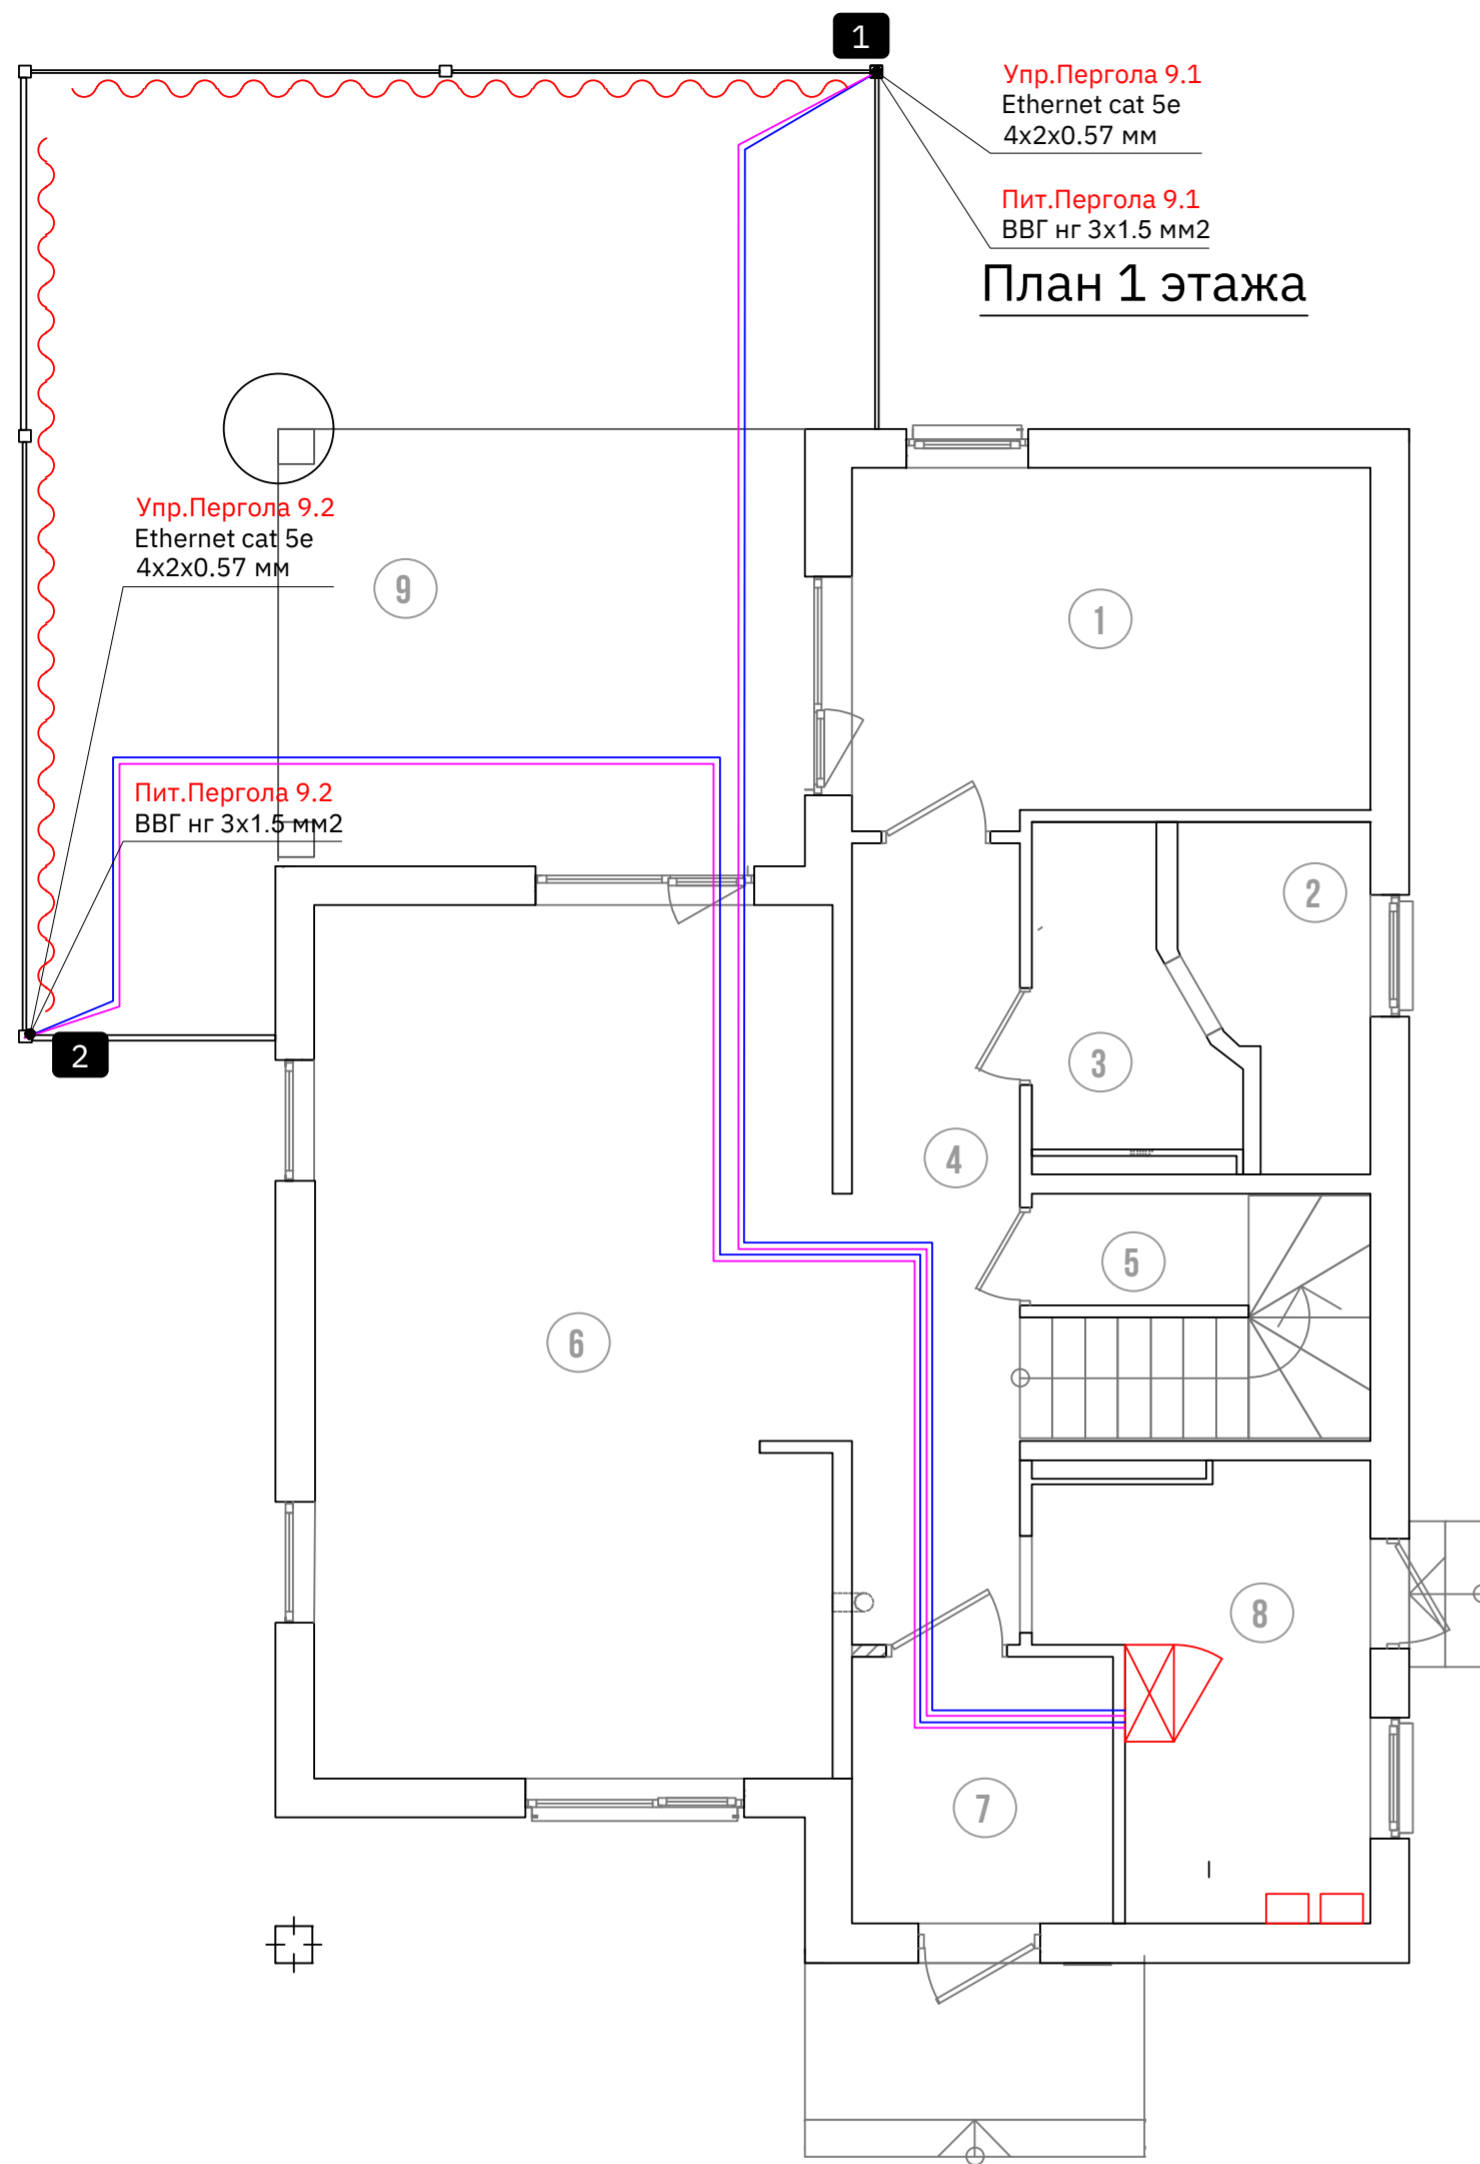 1
Упр.Пергола 9.1
Ethernet cat 5e
4x2x0.57 мм
Пит.Пергола 9.1
ВВГ нг 3x1.5 мм2
План 1 этажа
Упр.Пергола 9.2
Ethernet cat 5e
4x2x0.57 мм
9
1
Пит.Пергола 9.2
ВВГ нг 3x1.5 мм2
2
2
3
4
5
6
8
7